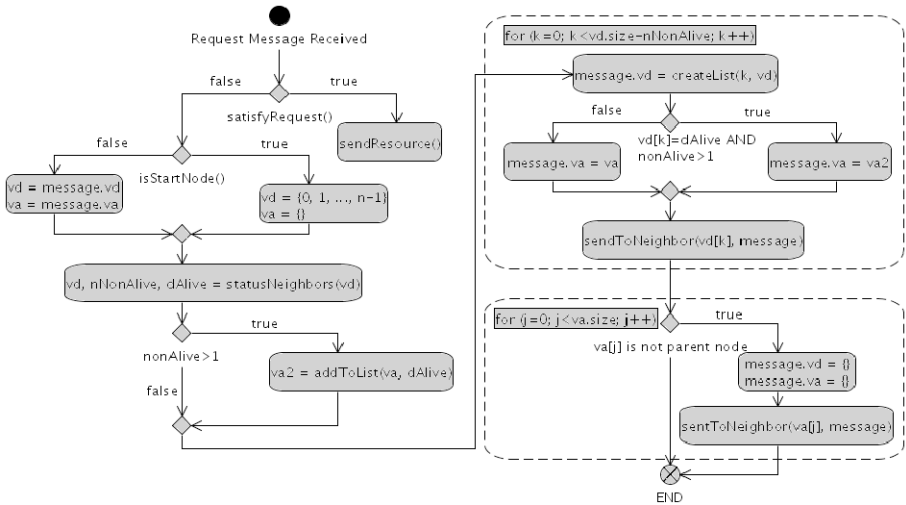 Request Message Received
false
true
satisfyRequest()
sendResource()
false
true
isStartNode()
vd = message.vd
va = message.va
vd = {0, 1, ..., n-1}
va = {}
vd, nNonAlive, dAlive = statusNeighbors(vd)
true
nonAlive>1
va2 = addToList(va, dAlive)
false
for (k=0; k<vd.size-nNonAlive; k++)
message.vd = createList(k, vd)
false
true
vd[k]=dAlive AND
nonAlive>1
message.va = va
message.va = va2
sendToNeighbor(vd[k], message)
for (j=0; j<va.size; j++)
true
va[j] is not parent node
message.vd = {}
message.va = {}
sentToNeighbor(va[j], message)
END